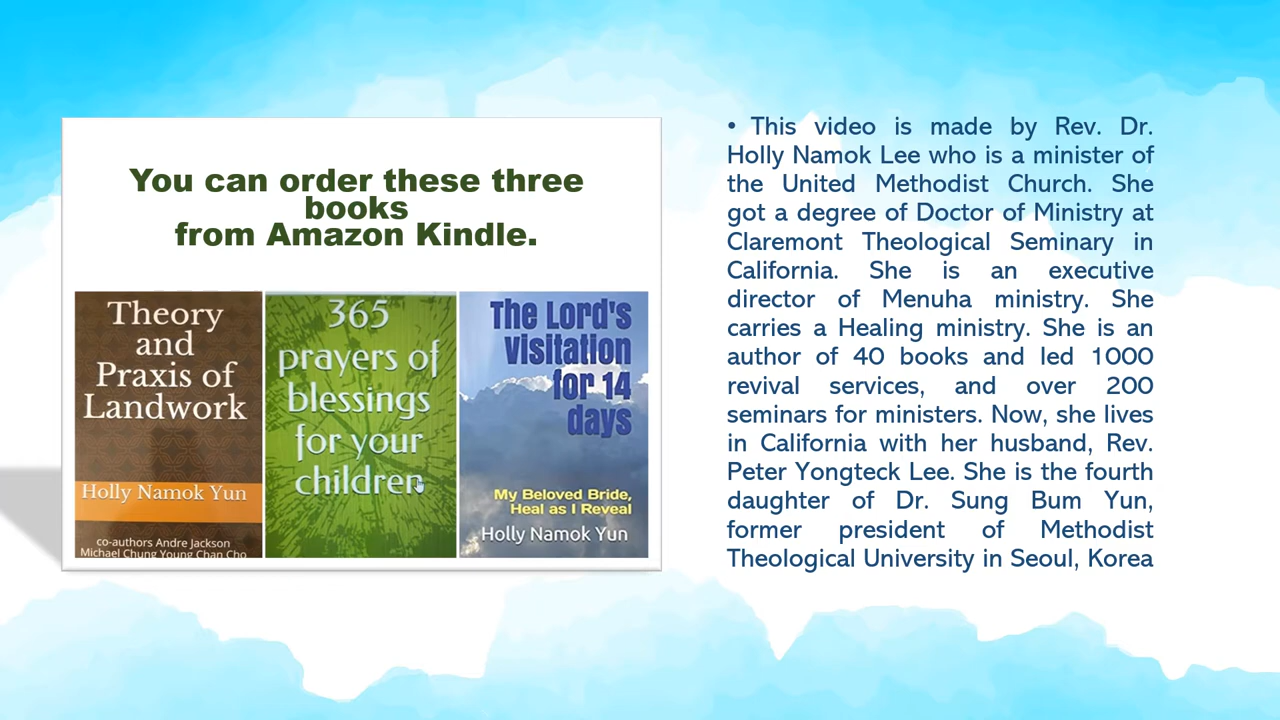 You can order these three
books
from Amazon Kindle.
Theory
and
Praxis of
Landwork
Holly Namok Yun
co-authors Andre Jackson
Michael Chung Young Chan Cho
365
prayers of
blessings
for your
children
The Lord's
visitation
for 14
days
My Beloved Bride,
Heal as I Reveal
Holly Namok Yun
• This video is made by Rev. Dr.
Holly Namok Lee who is a minister of
the United Methodist Church. She
got a degree of Doctor of Ministry at
Claremont Theological Seminary in
California. She is an executive
director of Menuha ministry. She
carries a Healing ministry. She is an
author of 40 books and led 1000
revival services, and over 200
seminars for ministers. Now, she lives
in California with her husband, Rev.
Peter Yongteck Lee. She is the fourth
daughter of Dr. Sung Bum Yun,
former president of Methodist
Theological University in Seoul, Korea